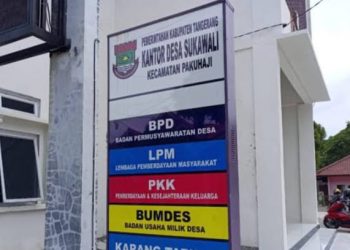 PEMERINTAHAN KABUPATEN TANGERANG
KANTOR DESA SUKAWALI
KECAMATAN PAKUHAJI
BPD
BADAN PERMUSYAWARATAN DESA
LPM
LEMBAGA PEMBERDAYAAN MASYARAKAT
PKK
PEMBERDAYAAN & KESEJAHTERAAN KELUARGA
BUMDES
BADAN USAHA MILIK DESA
KARANG